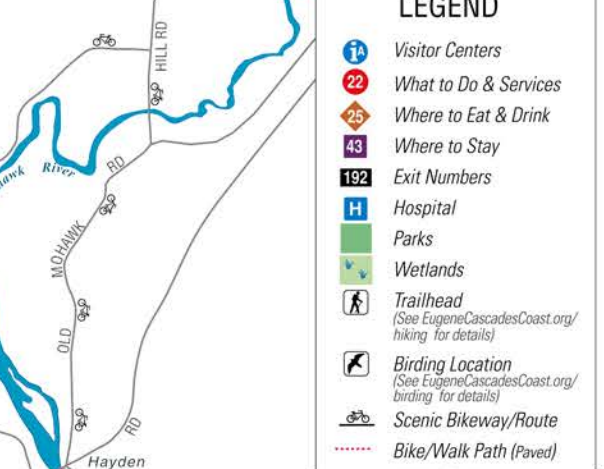 LEGEND
iA Visitor Centers
22 What to Do & Services
25 Where to Eat & Drink
43 Where to Stay
192 Exit Numbers
H Hospital
Parks
Wetlands
Trailhead
(See EugeneCascadesCoast.org/
hiking for details)
Birding Location
(See EugeneCascadesCoast.org/
birding for details)
Scenic Bikeway/Route
Bike/Walk Path (Paved)
HILL RD
awk River
OLD MOHAWK RD
RD
Hayden